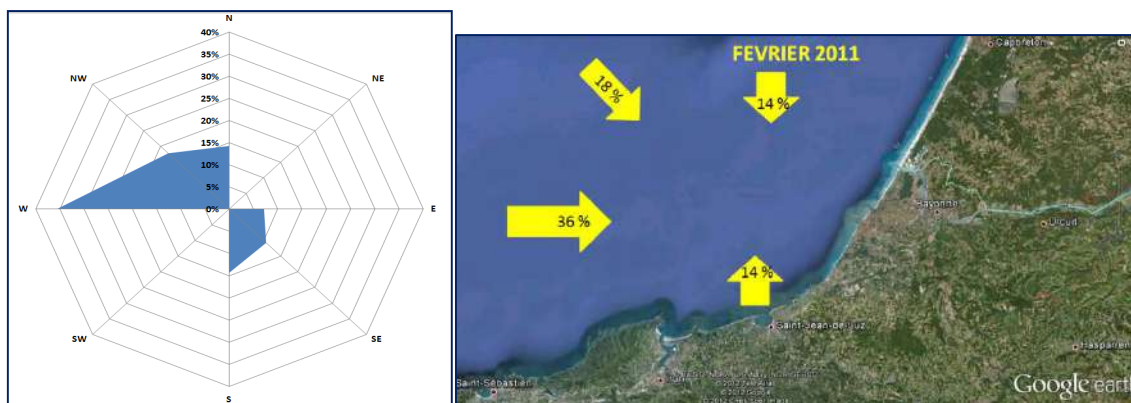 N
40%
35%
30%
25%
20%
15%
10%
5%
0%
NE
E
SE
S
SW
W
NW
FEVRIER 2011
18 %
14 %
36 %
14 %
Capbreton
Bayonne
Saint-Jean-de-Luz
Hasparren
Saint-Sébastien
Google earth